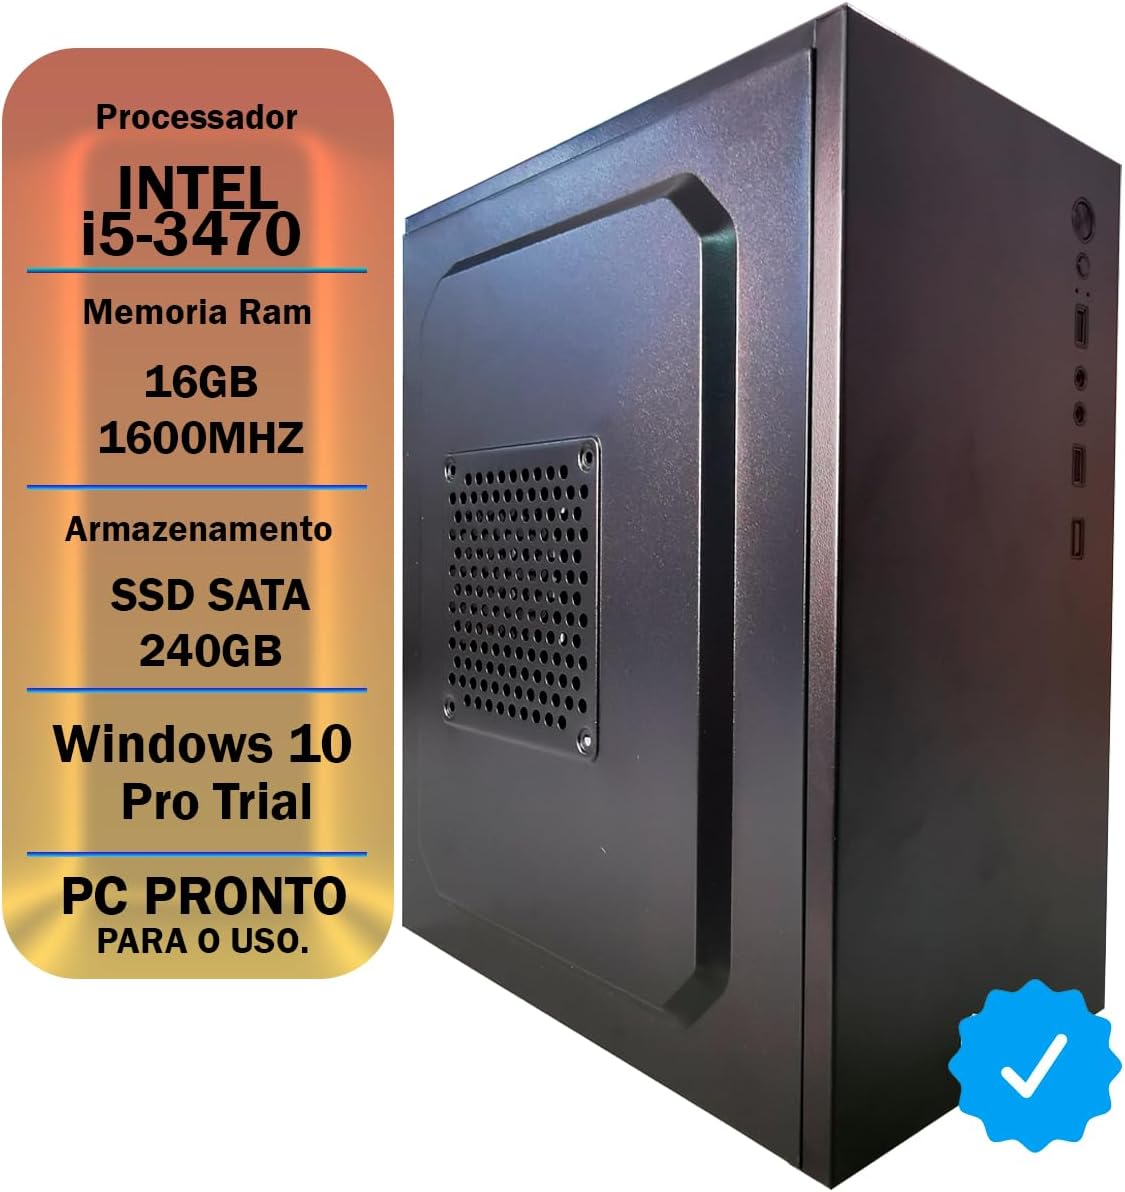 Processador
INTEL
i5-3470
Memoria Ram
16GB
1600MHZ
Armazenamento
SSD SATA
240GB
Windows 10
Pro Trial
PC PRONTO
PARA O USO.